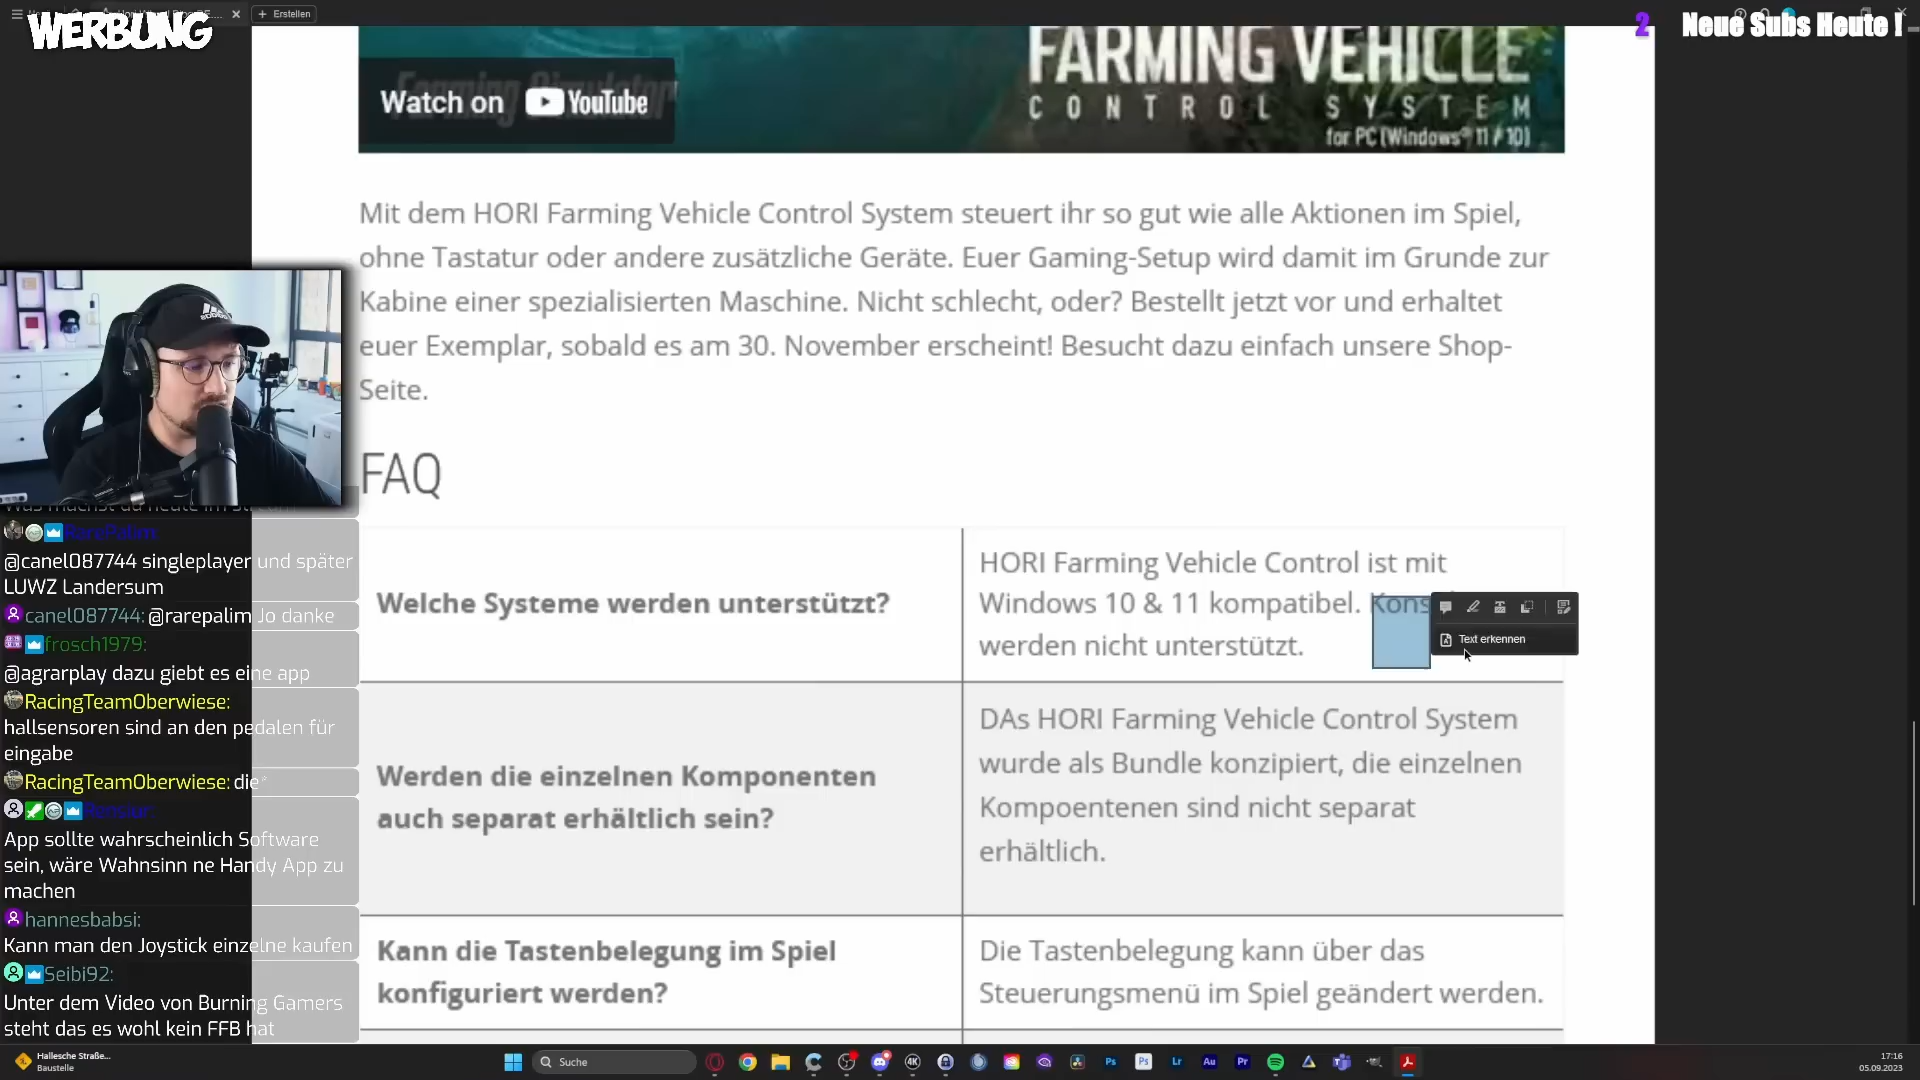 WERBUNG
Erstellen
2 Neue Subs Heute !
Watch on YouTube
FARMING VEHICLE
CONTROL SYSTEM
for PC (Windows® 11 / 10)
Mit dem HORI Farming Vehicle Control System steuert ihr so gut wie alle Aktionen im Spiel,
ohne Tastatur oder andere zusätzliche Geräte. Euer Gaming-Setup wird damit im Grunde zur
Kabine einer spezialisierten Maschine. Nicht schlecht, oder? Bestellt jetzt vor und erhaltet
euer Exemplar, sobald es am 30. November erscheint! Besucht dazu einfach unsere Shop-
Seite.
FAQ
Welche Systeme werden unterstützt?
HORI Farming Vehicle Control ist mit
Windows 10 & 11 kompatibel.
werden nicht unterstützt.
Text erkennen
Werden die einzelnen Komponenten
auch separat erhältlich sein?
DAs HORI Farming Vehicle Control System
wurde als Bundle konzipiert, die einzelnen
Kompoentenen sind nicht separat
erhältlich.
Kann die Tastenbelegung im Spiel
konfiguriert werden?
Die Tastenbelegung kann über das
Steuerungsmenü im Spiel geändert werden.
RarePalim:
@canel087744 singleplayer und später
LUWZ Landersum
canel087744: @rarepalim Jo danke
frosch1979:
@agrarplay dazu giebt es eine app
RacingTeamOberwiese:
hallsensoren sind an den pedalen für
eingabe
RacingTeamOberwiese: die*
App sollte wahrscheinlich Software
sein, wäre Wahnsinn ne Handy App zu
machen
hannesbabsi:
Kann man den Joystick einzelne kaufen
Seibi92:
Unter dem Video von Burning Gamers
steht das es wohl kein FFB hat
Hallesche Straße...
Baustelle
Suche
17:16
05.09.2023